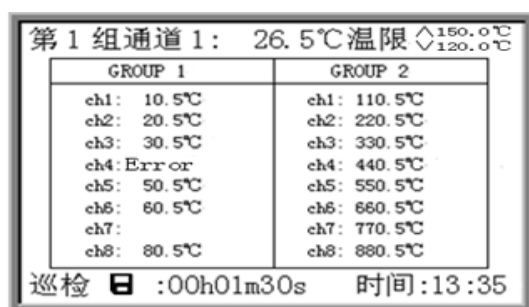 第1组通道1: 26.5℃温限 150.0℃ 120.0℃
GROUP 1 GROUP 2
ch1: 10.5℃ ch1: 110.5℃
ch2: 20.5℃ ch2: 220.5℃
ch3: 30.5℃ ch3: 330.5℃
ch4:Error ch4: 440.5℃
ch5: 50.5℃ ch5: 550.5℃
ch6: 60.5℃ ch6: 660.5℃
ch7: ch7: 770.5℃
ch8: 80.5℃ ch8: 880.5℃
巡检 :00h01m30s 时间:13:35